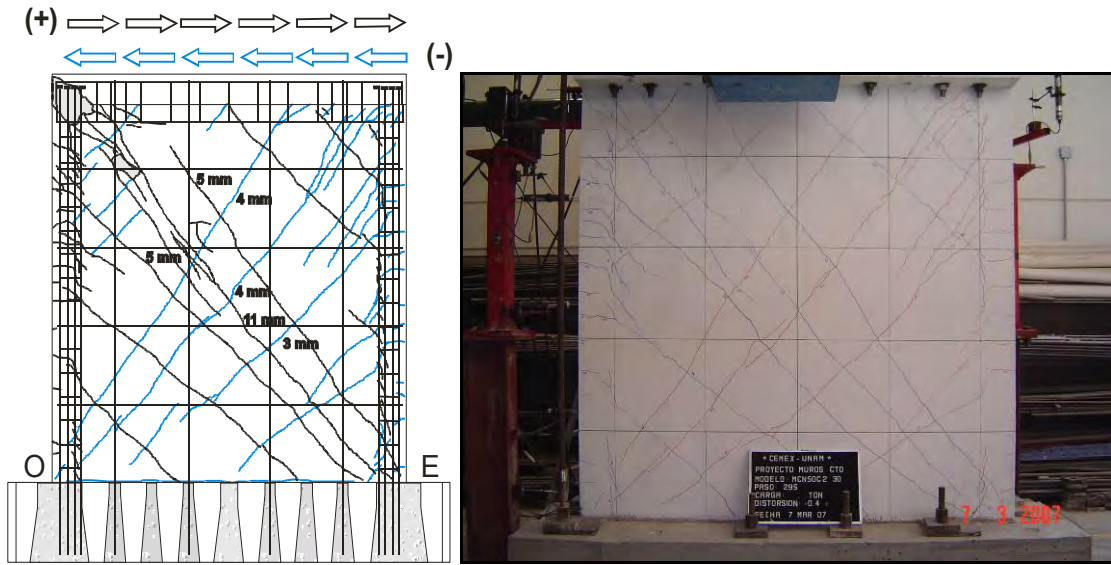 (+)
(-)
5 mm
4 mm
5 mm
4 mm
11 mm
3 mm
O
E
* CEMEX-UNAM *
PROYECTO MUROS CTO
MODELO MCNS0C2 30
PASO 295
CARGA TON
DISTORSION -0.4
FECHA 7 MAR 07
7 3 2007